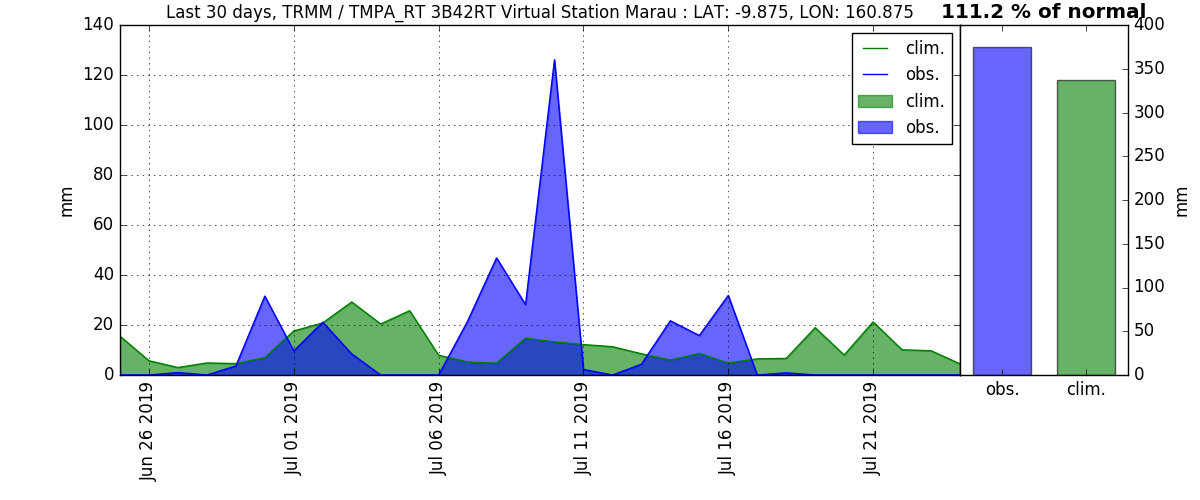 Last 30 days, TRMM / TMPA_RT 3B42RT Virtual Station Marau : LAT: -9.875, LON: 160.875
111.2 % of normal
140
120
100
80
60
40
20
0
mm
clim.
obs.
clim.
obs.
Jun 26 2019
Jul 01 2019
Jul 06 2019
Jul 11 2019
Jul 16 2019
Jul 21 2019
400
350
300
250
200
150
100
50
0
mm
obs.
clim.